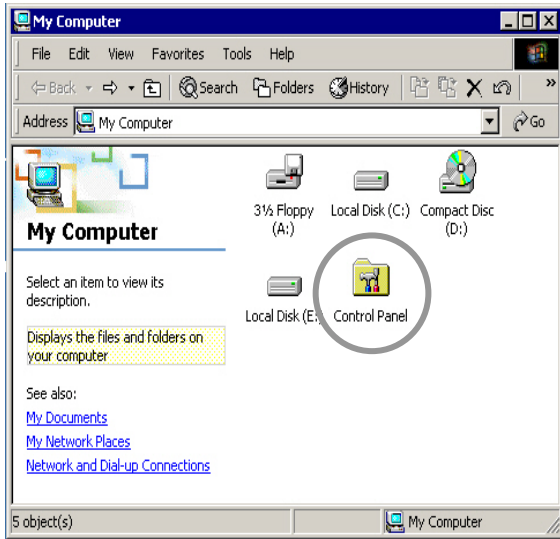 My Computer
File Edit View Favorites Tools Help
Back Search Folders History »
Address My Computer Go
3½ Floppy (A:)
Local Disk (C:)
Compact Disc (D:)
My Computer
Select an item to view its
description.
Displays the files and folders on
your computer
See also:
My Documents
My Network Places
Network and Dial-up Connections
Local Disk (E:
Control Panel
5 object(s)
My Computer